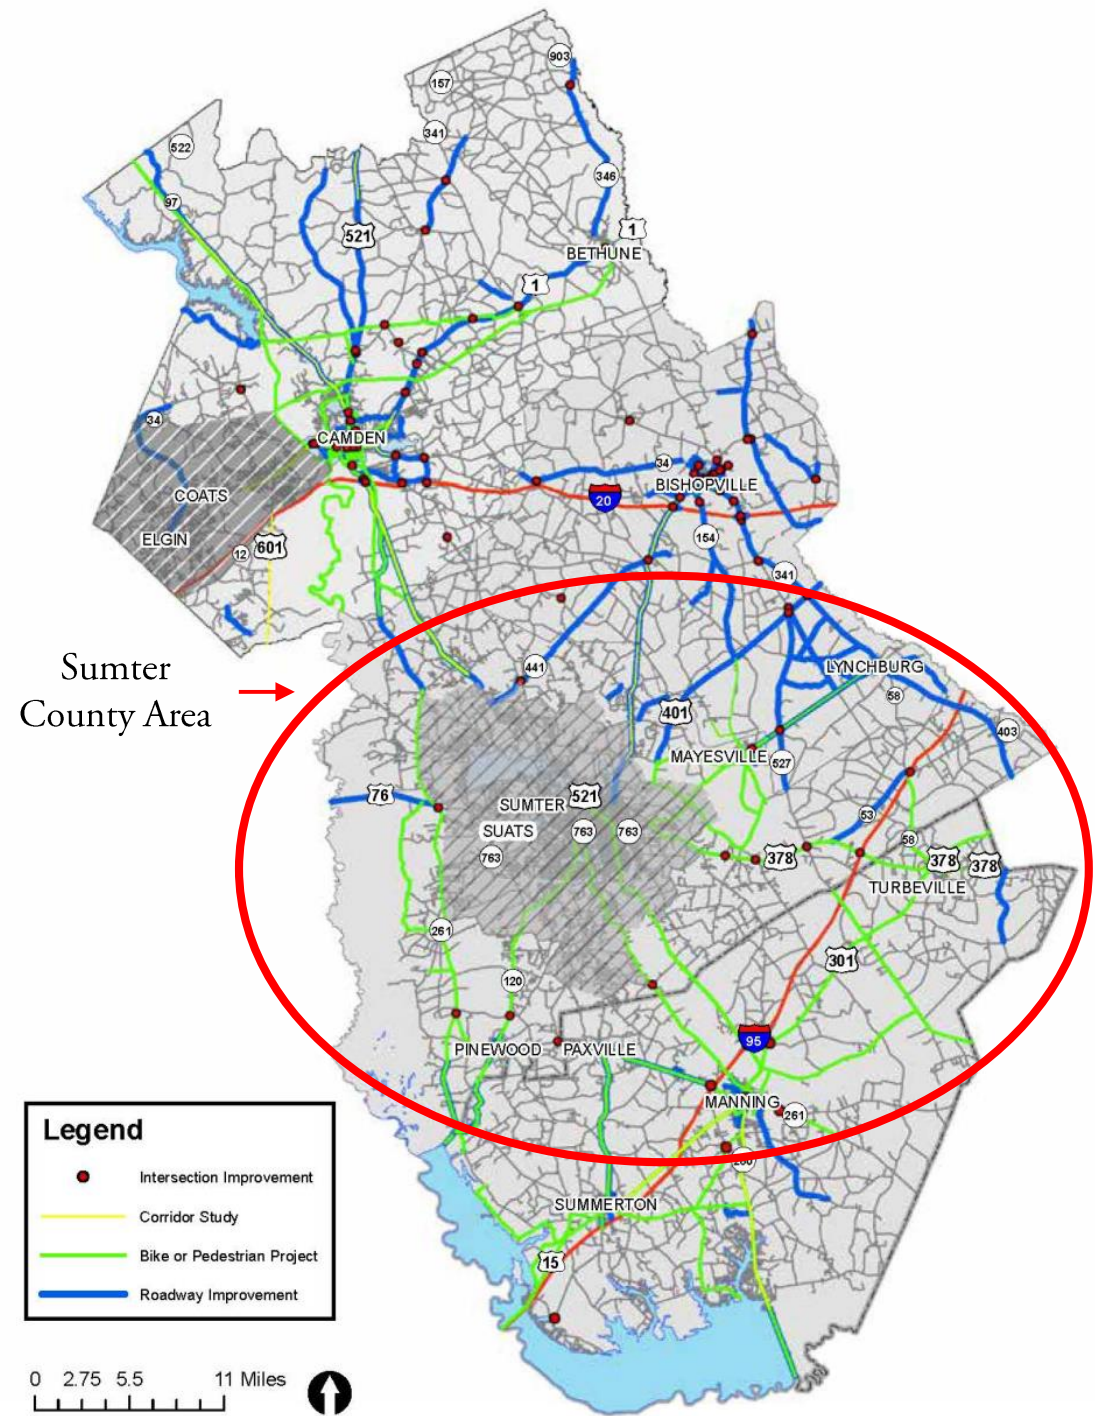 903
157
341
522
346
97
1
521
BETHUNE
1
34
CAMDEN
34
BISHOPVILLE
COATS
20
154
ELGIN
12
601
341
Sumter
County Area
441
LYNCHBURG
58
401
403
MAYESVILLE
527
76
521
SUMTER
53
SUATS
763
763
58
763
378
378
378
TURBEVILLE
261
301
120
95
PINEWOOD
PAXVILLE
MANNING
261
SUMMERTON
15
Legend
Intersection Improvement
Corridor Study
Bike or Pedestrian Project
Roadway Improvement
0 2.75 5.5 11 Miles